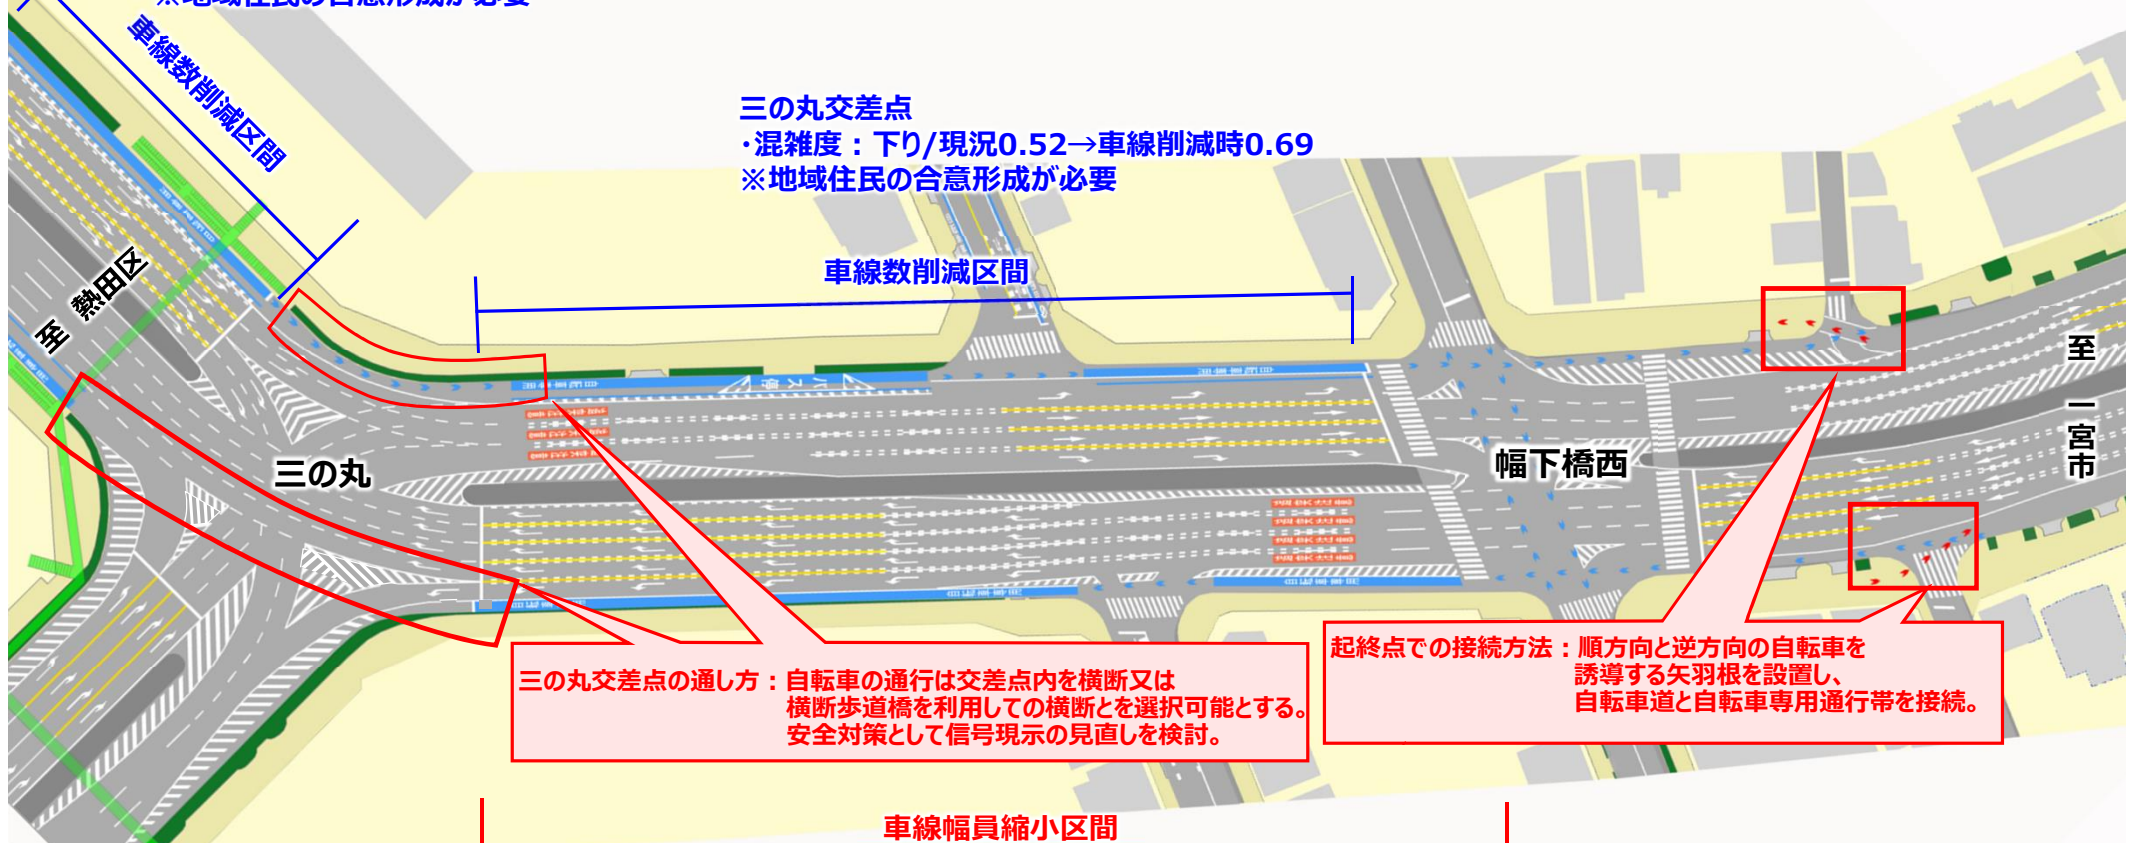 ※地域住民の合意形成が必要
車線数削減区間
三の丸交差点
・混雑度：下り/現況0.52→車線削減時0.69
※地域住民の合意形成が必要
車線数削減区間
至 熱田区
至 一宮市
バス停
三の丸
幅下橋西
三の丸交差点の通し方：自転車の通行は交差点内を横断又は
横断歩道橋を利用しての横断とを選択可能とする。
安全対策として信号現示の見直しを検討。
起終点での接続方法：順方向と逆方向の自転車を
誘導する矢羽根を設置し、
自転車道と自転車専用通行帯を接続。
車線幅員縮小区間